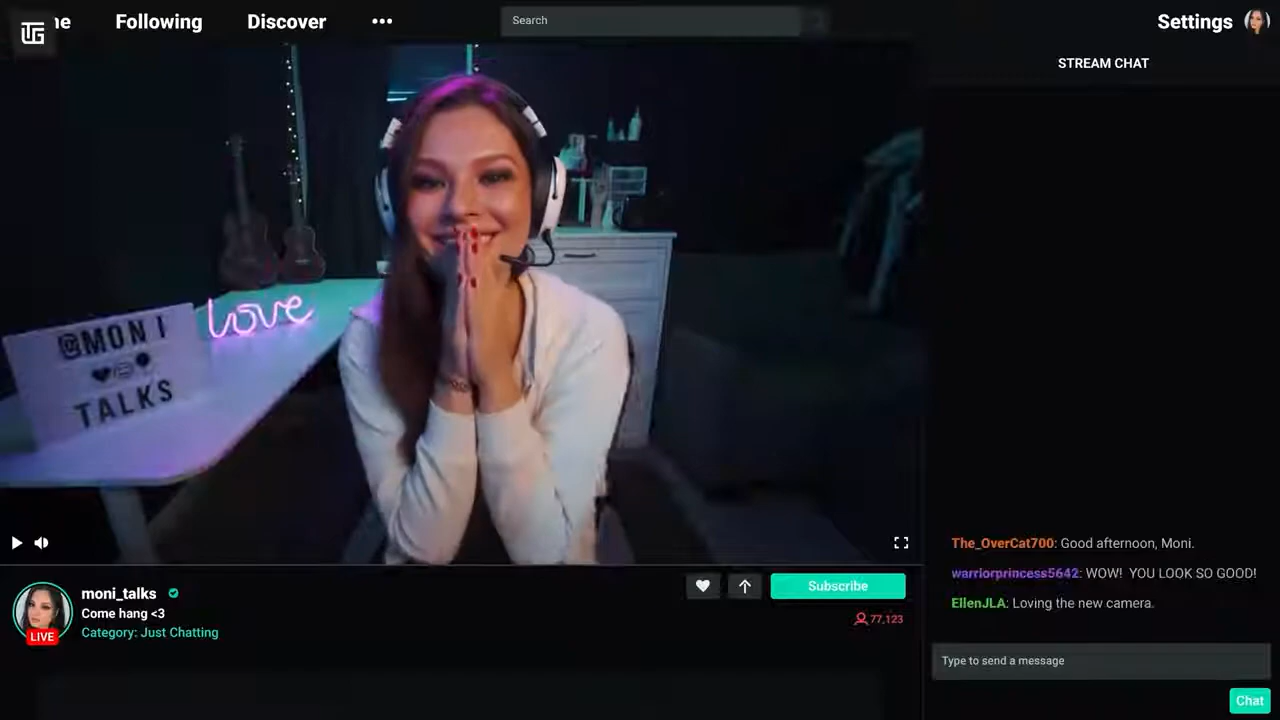 Following
Discover
•••
Search
Settings
STREAM CHAT
@MONI
TALKS
love
The_OverCat700: Good afternoon, Moni.
warriorprincess5642: WOW!  YOU LOOK SO GOOD!
EllenJLA: Loving the new camera.
moni_talks
Come hang <3
Category: Just Chatting
LIVE
Subscribe
77,123
Type to send a message
Chat